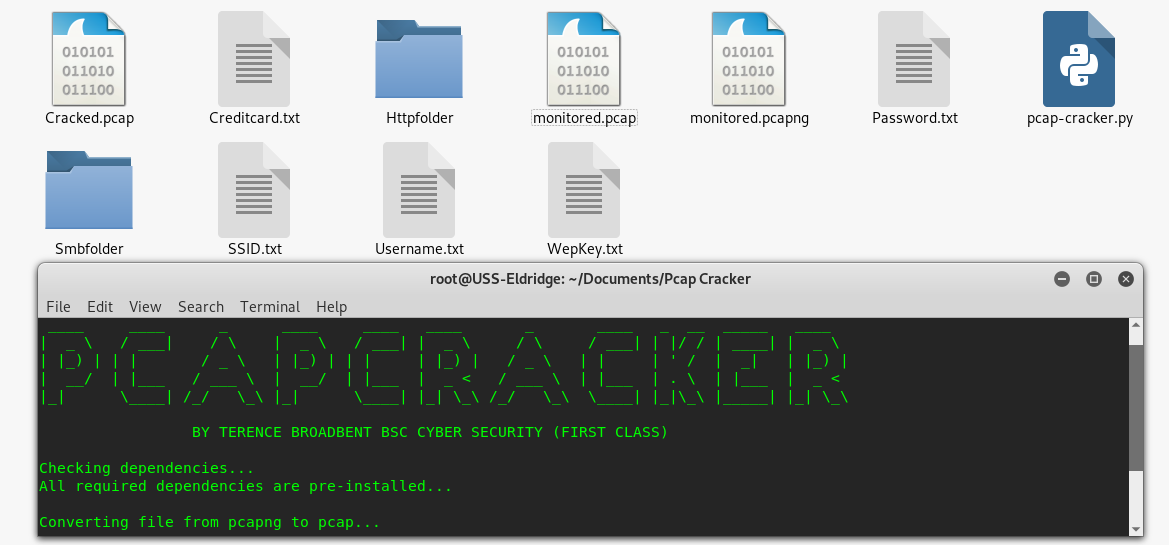 010101 010101 010101
011010 011010 011010
011100 011100 011100
Cracked.pcap Creditcard.txt Httpfolder monitored.pcap monitored.pcapng Password.txt pcap-cracker.py
Smbfolder SSID.txt Username.txt WepKey.txt
root@USS-Eldridge: ~/Documents/Pcap Cracker
File Edit View Search Terminal Help
PCAPCRACKER
BY TERENCE BROADBENT BSC CYBER SECURITY (FIRST CLASS)
Checking dependencies...
All required dependencies are pre-installed...
Converting file from pcapng to pcap...